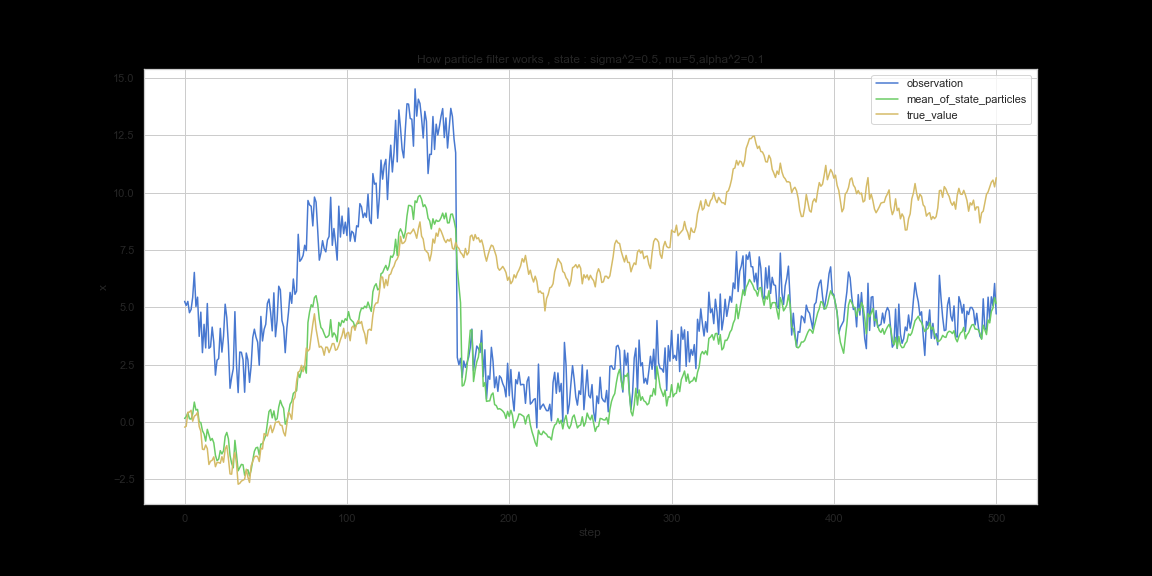 How particle filter works , state : sigma^2=0.5, mu=5,alpha^2=0.1
observation
mean_of_state_particles
true_value
15.0
12.5
10.0
7.5
5.0
2.5
0.0
−2.5
x
0 100 200 300 400 500
step